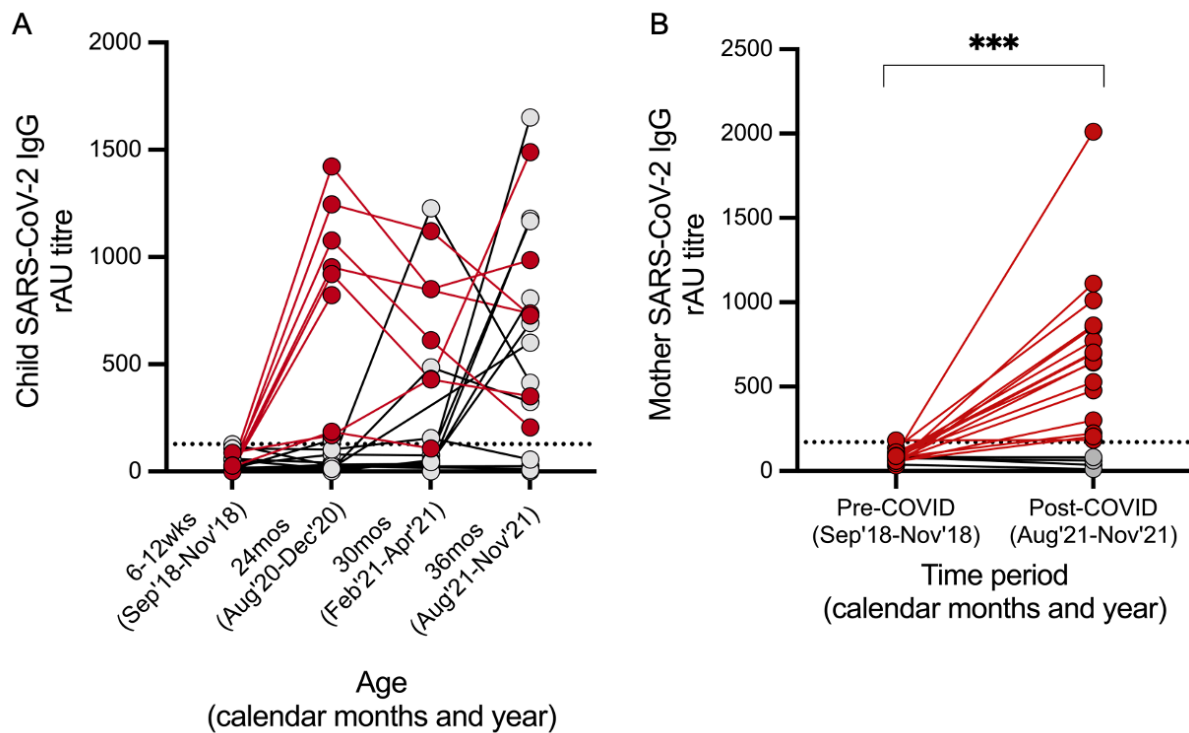 A
Child SARS-CoV-2 IgG
rAU titre
2000
1500
1000
500
0
6-12wks
(Sep'18-Nov'18)
24mos
(Aug'20-Dec'20)
30mos
(Feb'21-Apr'21)
36mos
(Aug'21-Nov'21)
Age
(calendar months and year)
B
***
Mother SARS-CoV-2 IgG
rAU titre
2500
2000
1500
1000
500
0
Pre-COVID
(Sep'18-Nov'18)
Post-COVID
(Aug'21-Nov'21)
Time period
(calendar months and year)